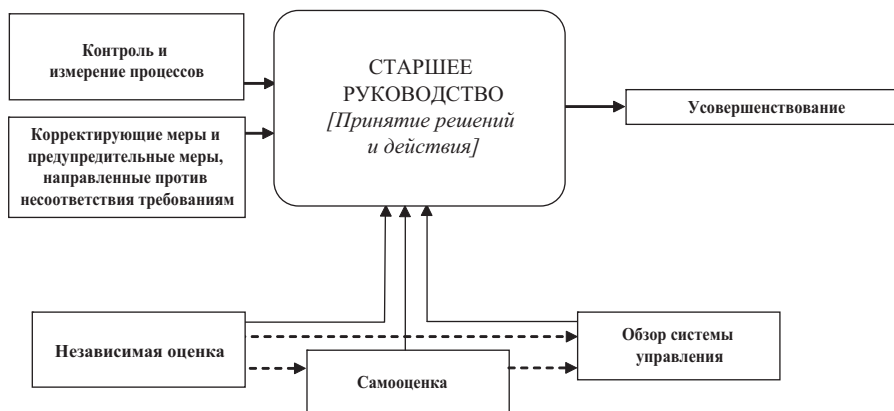 Контроль и
измерение процессов
Корректирующие меры и
предупредительные меры,
направленные против
несоответствия требованиям
СТАРШЕЕ
РУКОВОДСТВО
[Принятие решений
и действия]
Усовершенствование
Независимая оценка
Самооценка
Обзор системы
управления